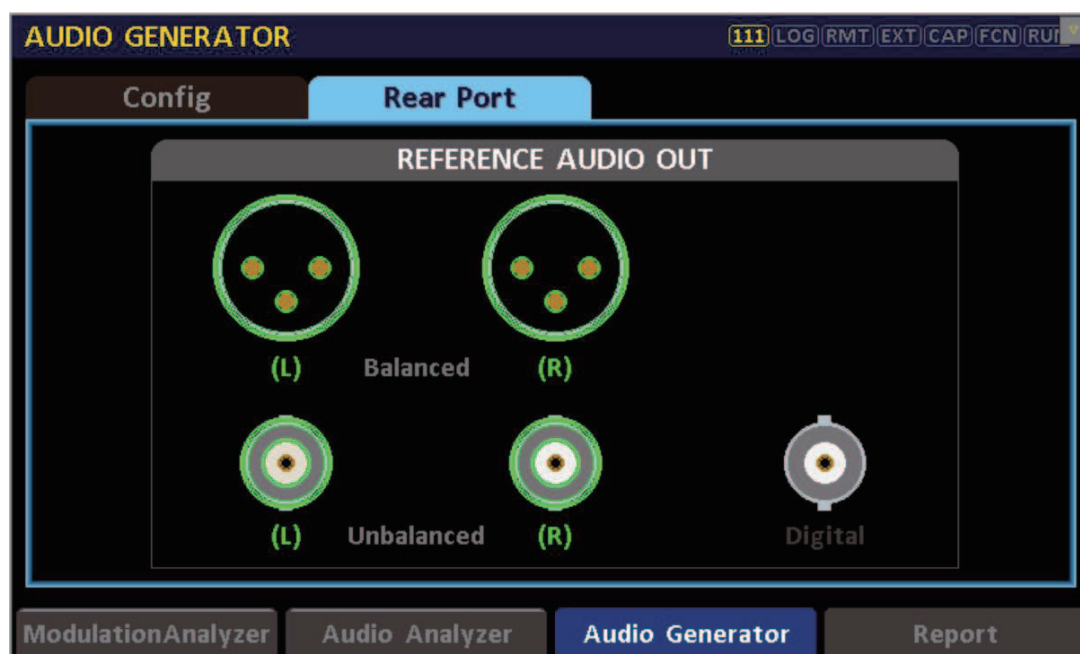 AUDIO GENERATOR 111 LOG RMT EXT CAP FCN RUN
Config Rear Port
REFERENCE AUDIO OUT
(L) Balanced (R)
(L) Unbalanced (R) Digital
ModulationAnalyzer Audio Analyzer Audio Generator Report